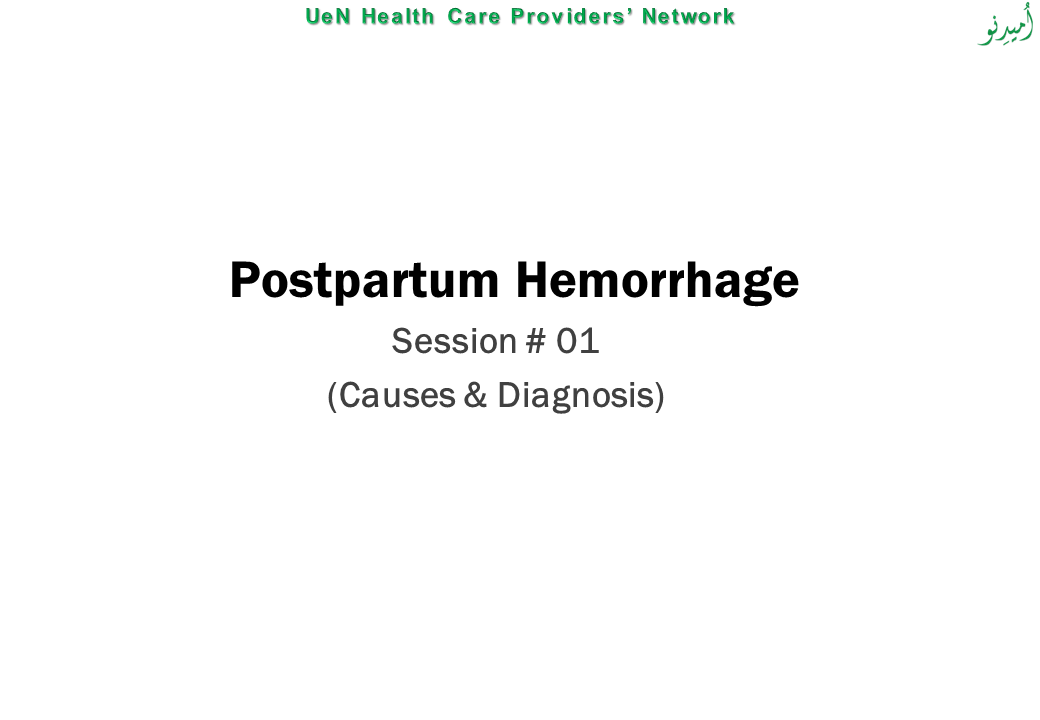 UeN Health Care Providers’ Network
اُمیدِنو
Postpartum Hemorrhage
Session # 01
(Causes & Diagnosis)